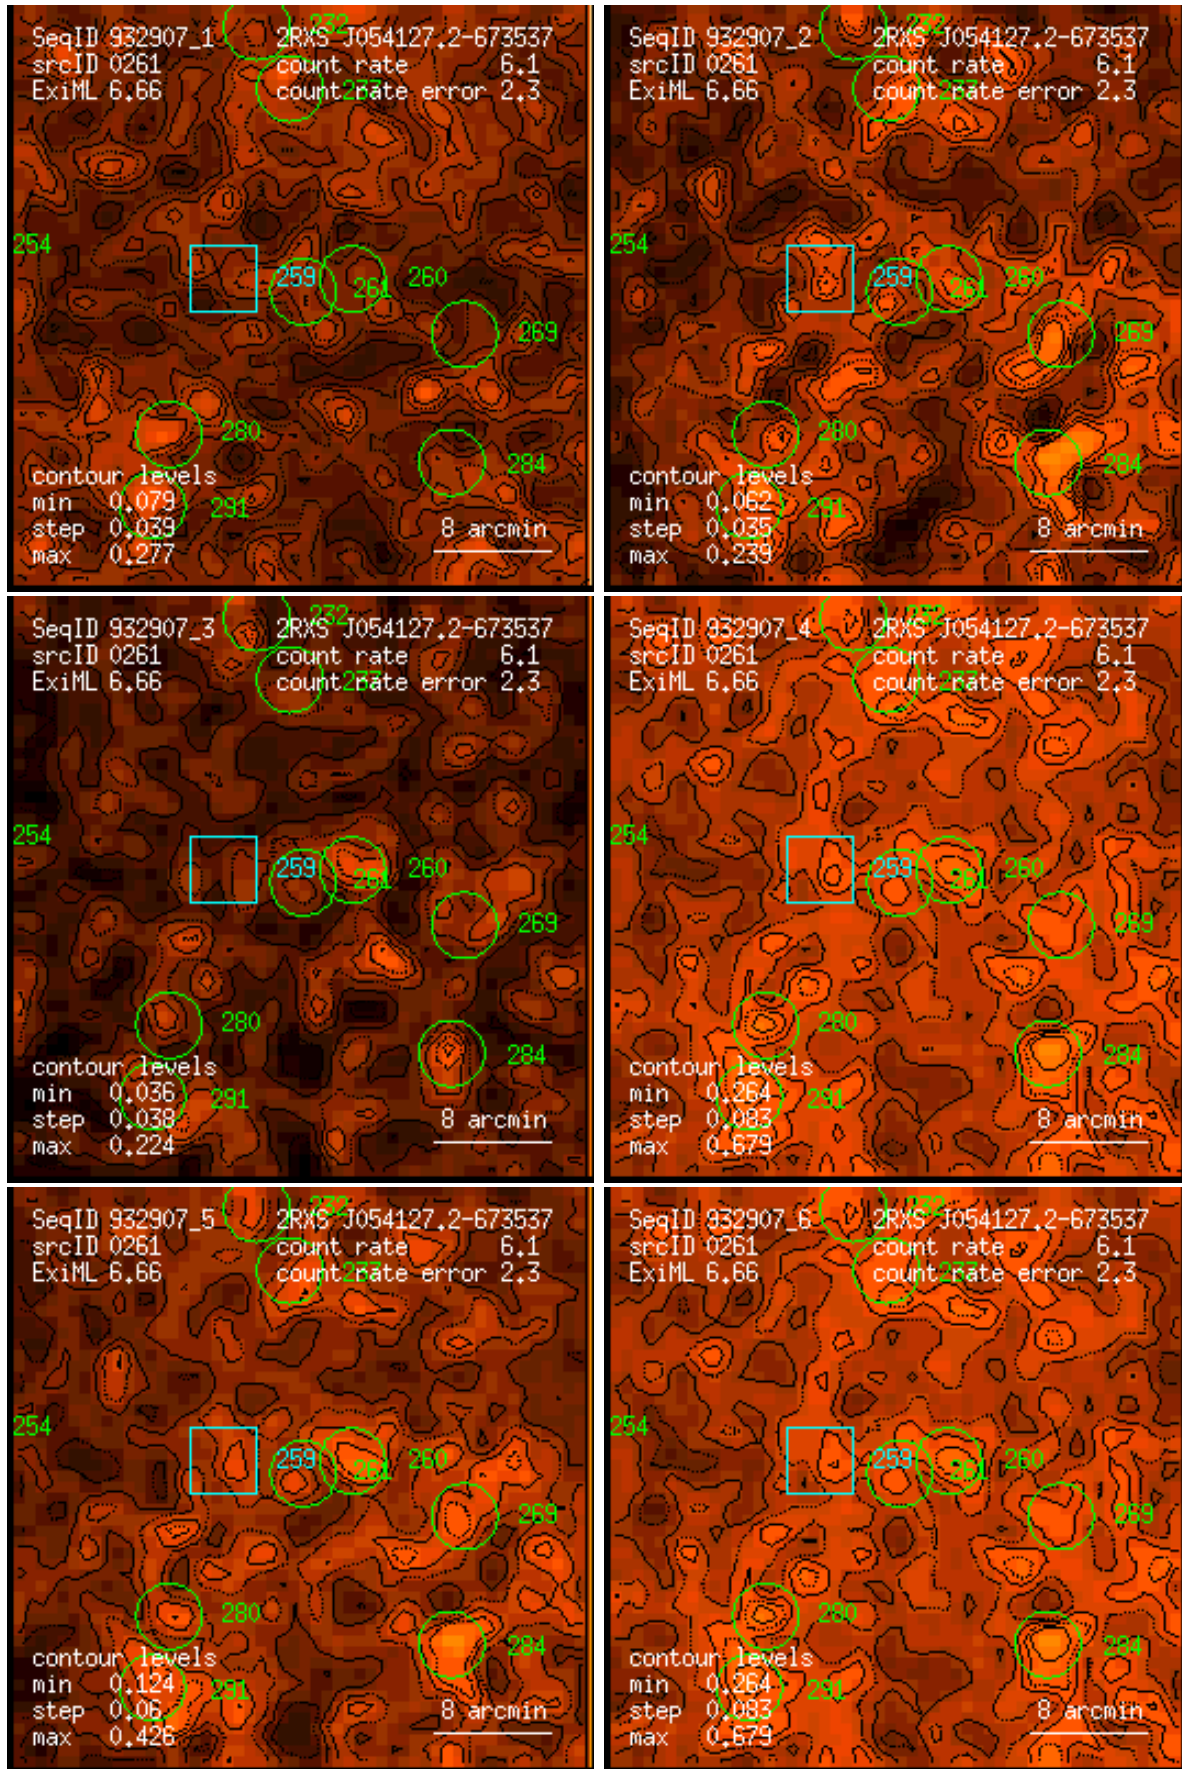 232
SeqID 932907_1 2RXS J054127.2-673537
srcID 0261 count rate 6.1
ExiML 6.66 count rate error 2.3
254
259
261
260
269
280
284
contour levels
min 0.079
291
step 0.039
8 arcmin
max 0.277
232
SeqID 932907_2 2RXS J054127.2-673537
srcID 0261 count rate 6.1
ExiML 6.66 count rate error 2.3
254
259
261
260
269
280
284
contour levels
min 0.062
291
step 0.035
8 arcmin
max 0.239
232
SeqID 932907_3 2RXS J054127.2-673537
srcID 0261 count rate 6.1
ExiML 6.66 count rate error 2.3
254
259
261
260
269
280
284
contour levels
min 0.036
291
step 0.038
8 arcmin
max 0.224
232
SeqID 932907_4 2RXS J054127.2-673537
srcID 0261 count rate 6.1
ExiML 6.66 count rate error 2.3
254
259
261
260
269
280
284
contour levels
min 0.264
291
step 0.083
8 arcmin
max 0.679
232
SeqID 932907_5 2RXS J054127.2-673537
srcID 0261 count rate 6.1
ExiML 6.66 count rate error 2.3
254
259
261
260
269
280
284
contour levels
min 0.124
291
step 0.06
8 arcmin
max 0.426
232
SeqID 932907_6 2RXS J054127.2-673537
srcID 0261 count rate 6.1
ExiML 6.66 count rate error 2.3
254
259
261
260
269
280
284
contour levels
min 0.264
291
step 0.083
8 arcmin
max 0.679